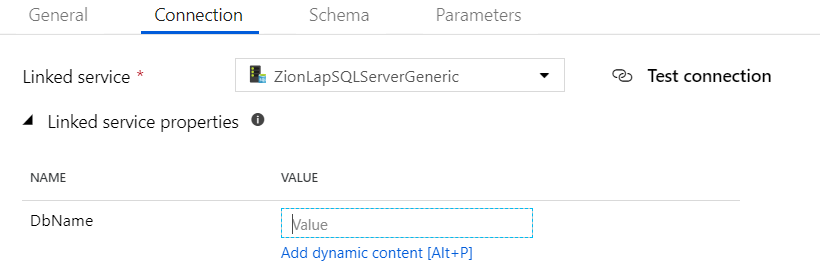 General Connection Schema Parameters
Linked service * ZionLapSQLServerGeneric Test connection
Linked service properties
NAME VALUE
DbName Value
Add dynamic content [Alt+P]